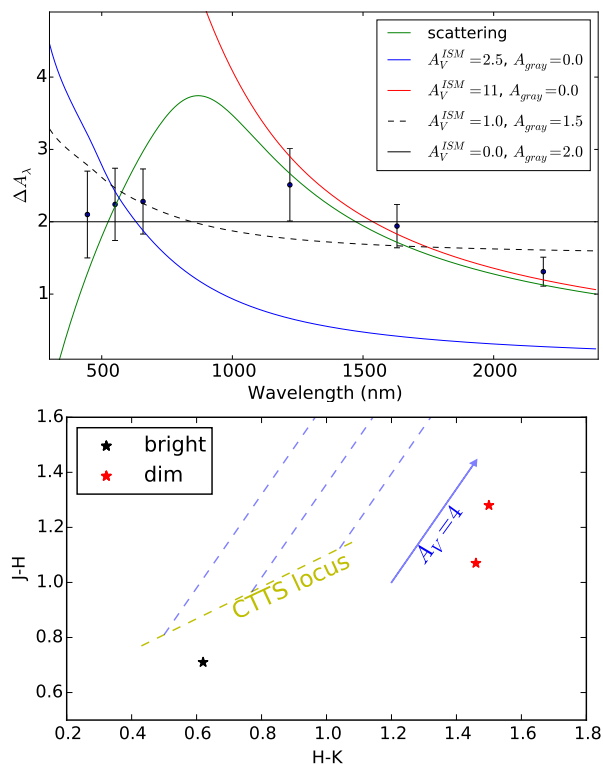 scattering
A_V^ISM=2.5, A_gray=0.0
A_V^ISM=11, A_gray=0.0
A_V^ISM=1.0, A_gray=1.5
A_V^ISM=0.0, A_gray=2.0
4
3
2
1
ΔA_λ
500 1000 1500 2000
Wavelength (nm)
1.6
1.4
1.2
1.0
0.8
0.6
0.4
J-H
bright
dim
A_V=4
CTTS locus
0.2 0.4 0.6 0.8 1.0 1.2 1.4 1.6 1.8
H-K